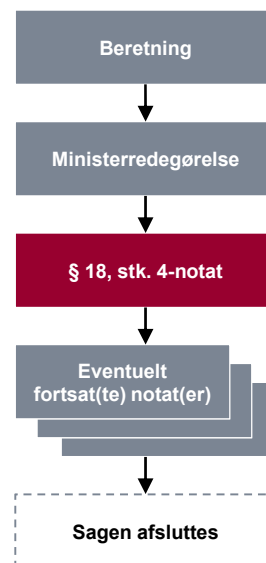 Beretning
Ministerredegørelse
§ 18, stk. 4-notat
Eventuelt
fortsat(te) notat(er)
Sagen afsluttes